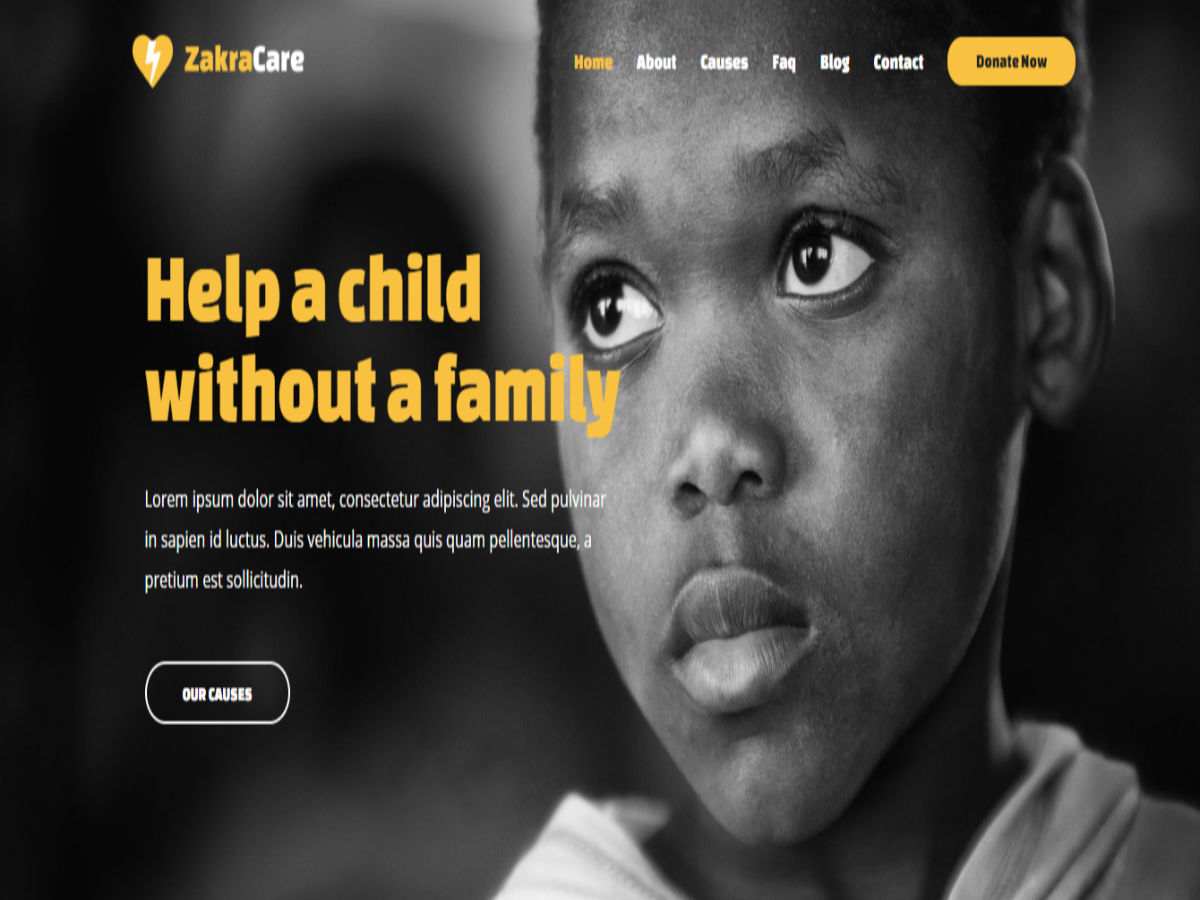 ZakraCare
Home About Causes Faq Blog Contact Donate Now
Help a child
without a family
Lorem ipsum dolor sit amet, consectetur adipiscing elit. Sed pulvinar
in sapien id luctus. Duis vehicula massa quis quam pellentesque, a
pretium est sollicitudin.
OUR CAUSES